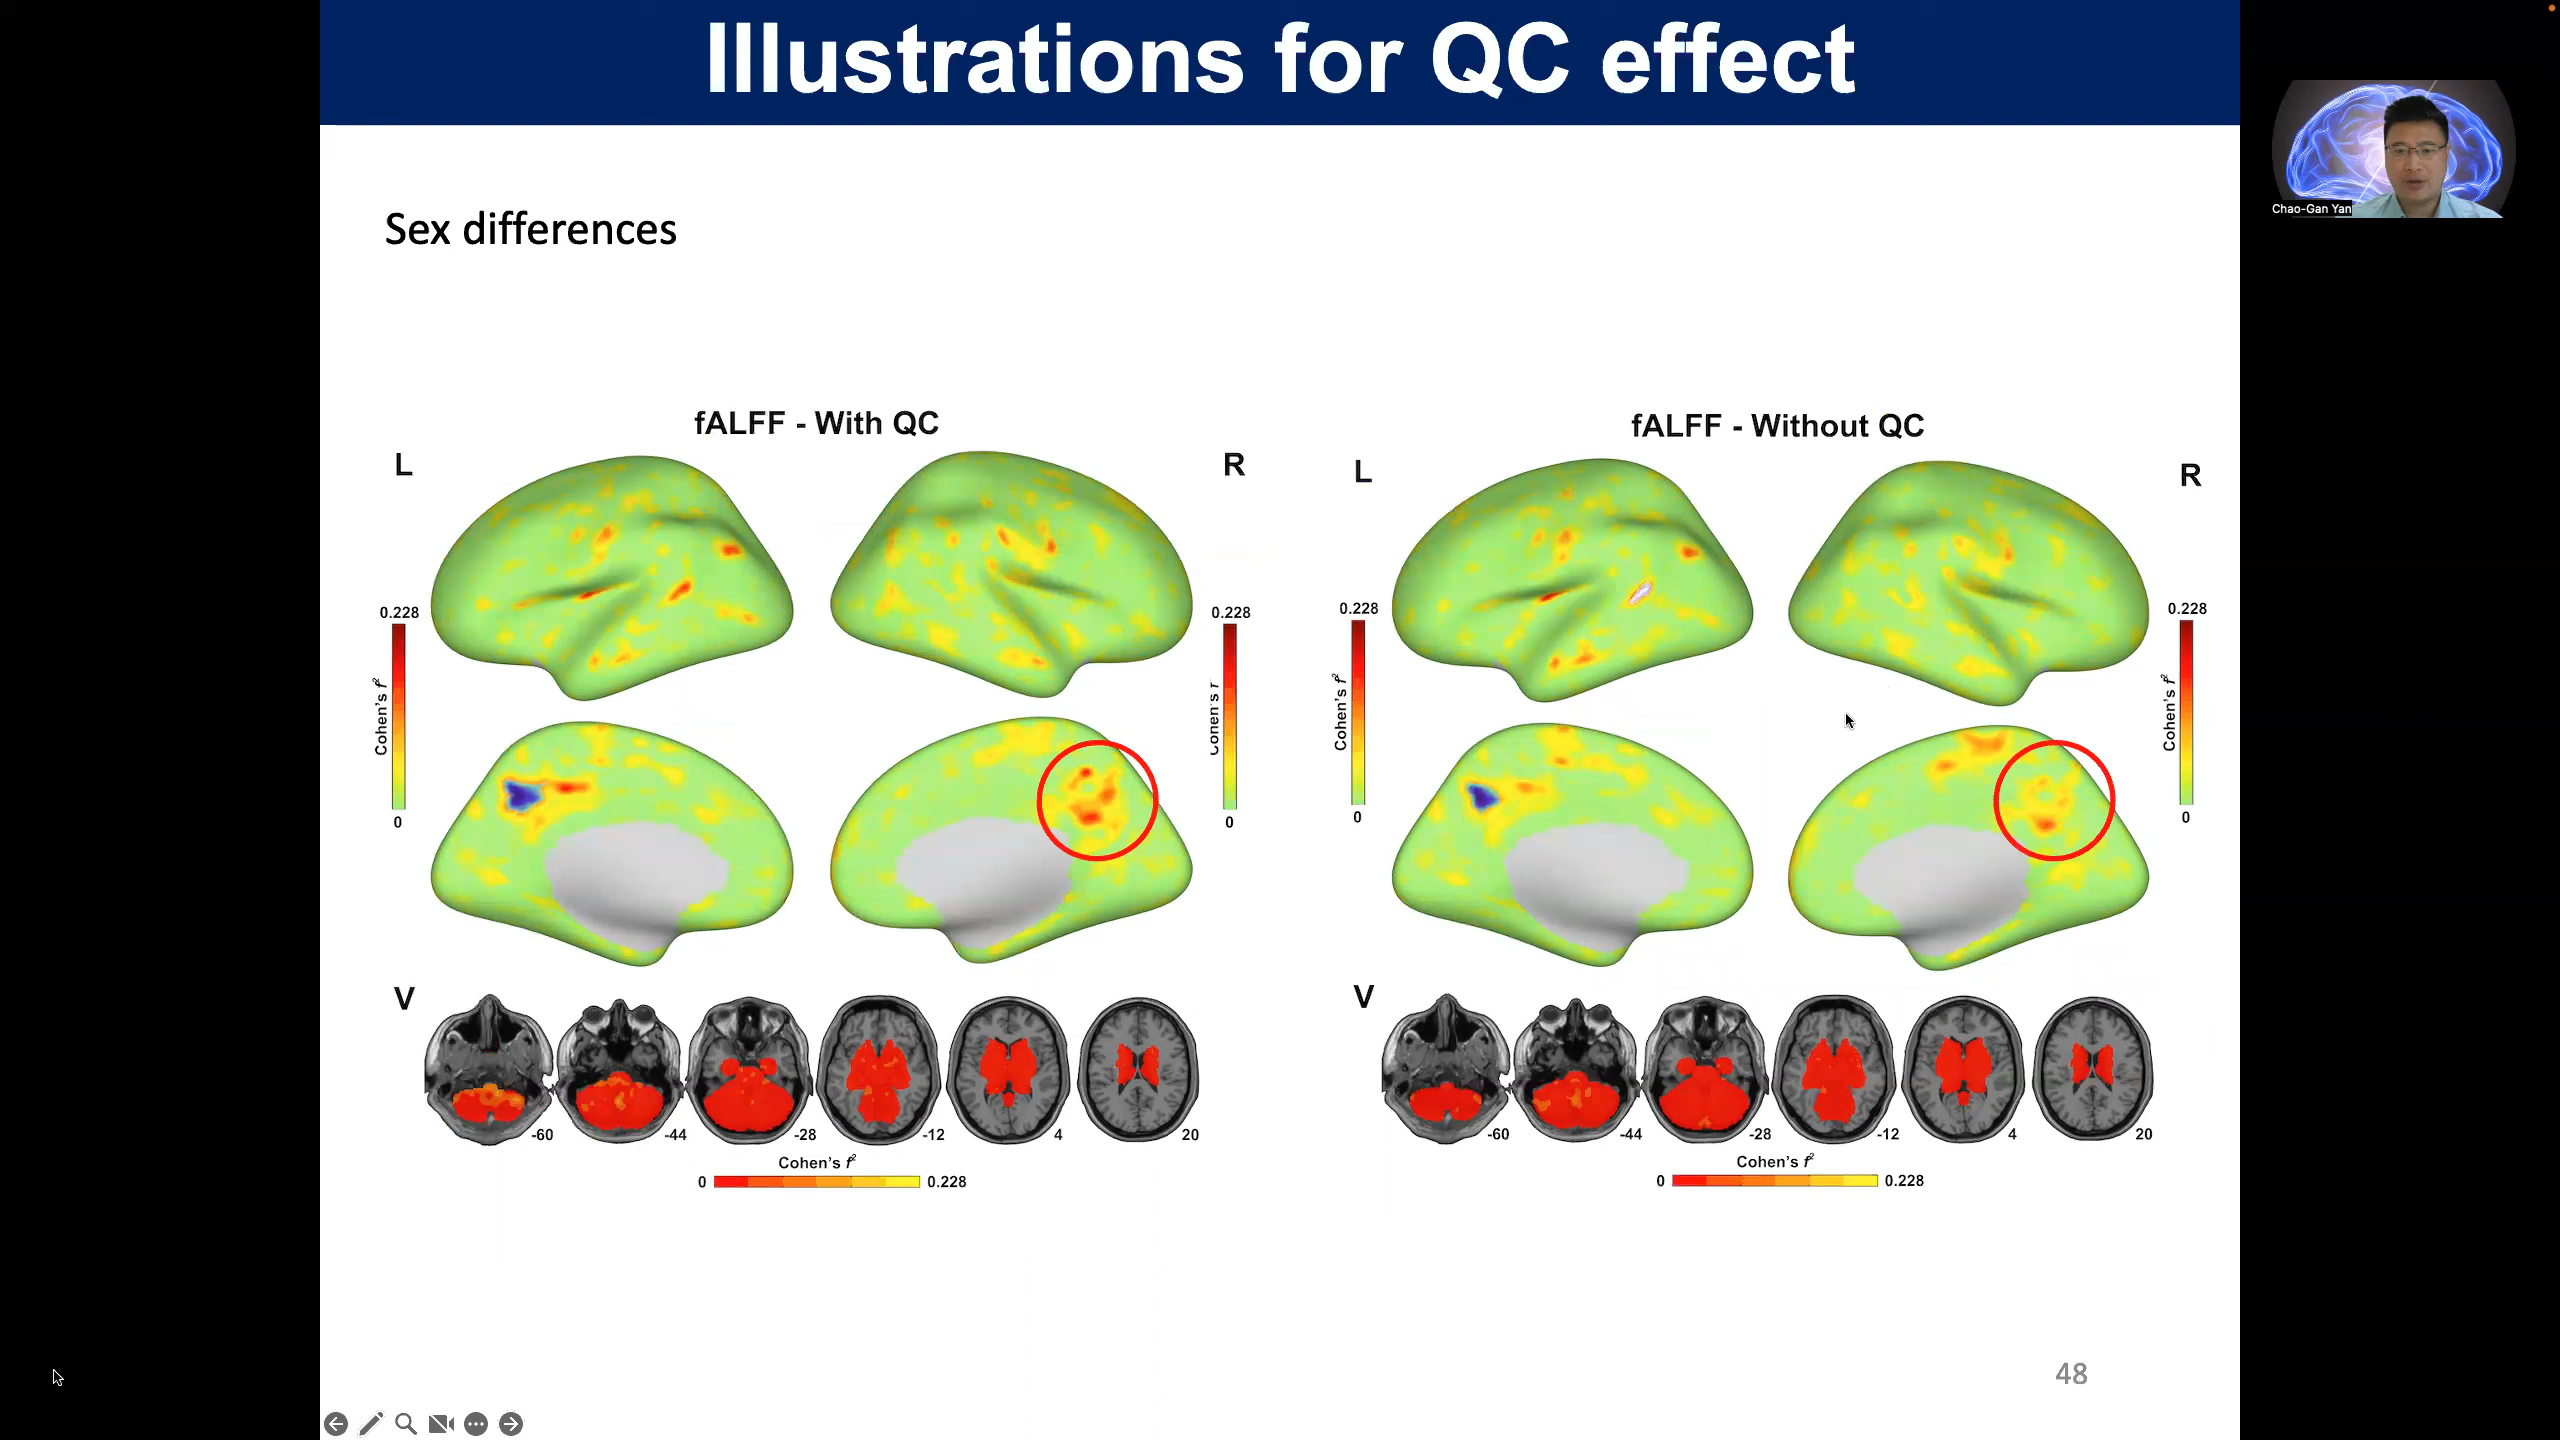 Illustrations for QC effect
Chao-Gan Yan
Sex differences
fALFF - With QC
L
R
0.228
Cohen's f²
0
0.228
Cohen's f
0
V
-60
-44
-28
-12
4
20
Cohen's f²
0
0.228
fALFF - Without QC
L
R
0.228
Cohen's f²
0
0.228
Cohen's f²
0
V
-60
-44
-28
-12
4
20
Cohen's f²
0
0.228
48